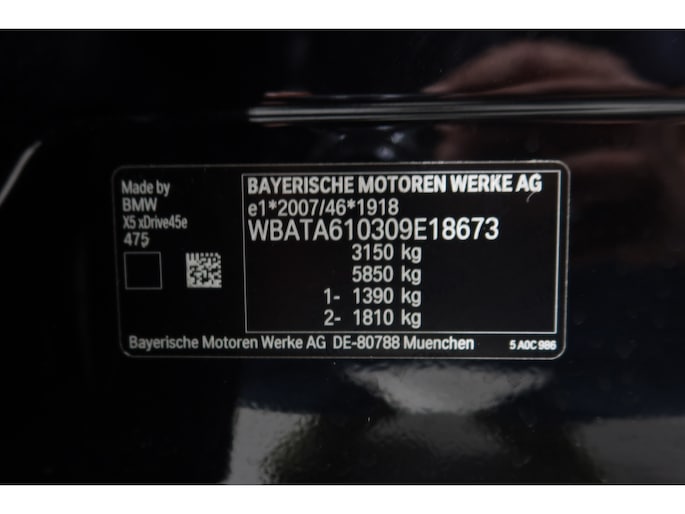 Made by
BMW
X5 xDrive45e
475
BAYERISCHE MOTOREN WERKE AG
e1*2007/46*1918
WBATA610309E18673
3150 kg
5850 kg
1- 1390 kg
2- 1810 kg
Bayerische Motoren Werke AG DE-80788 Muenchen 5 A0C 986